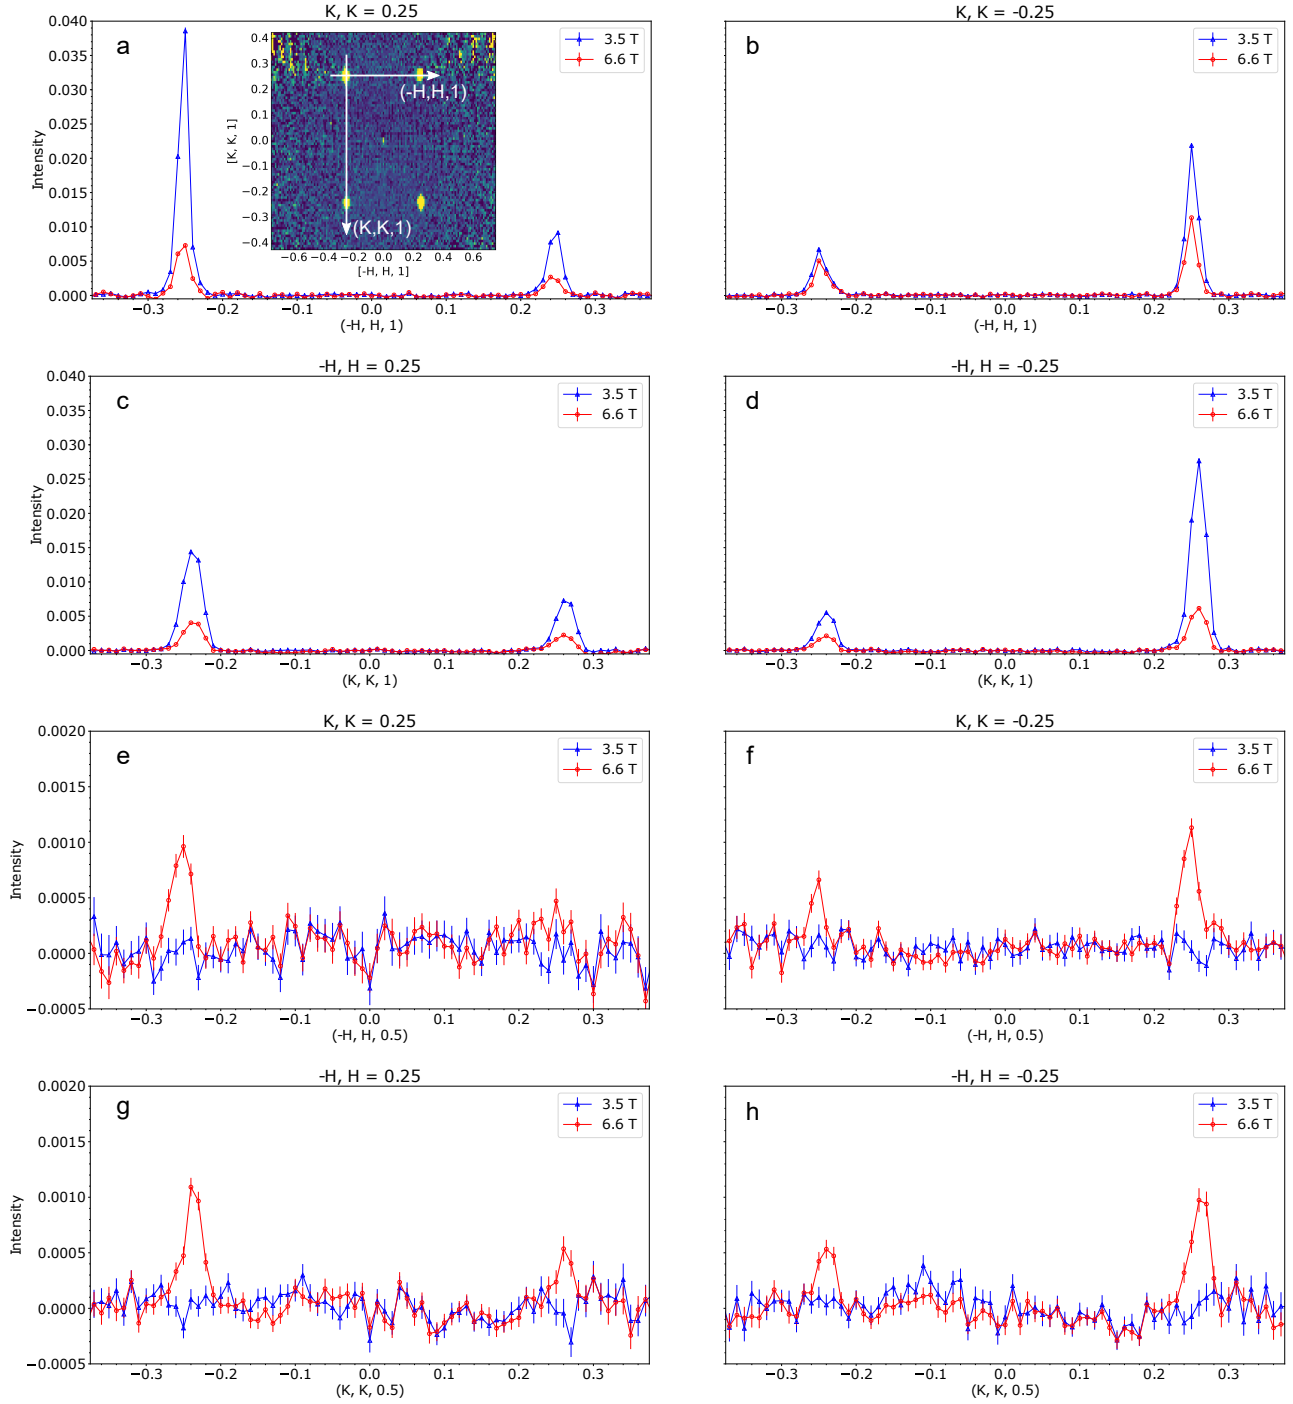 K, K = 0.25
a
3.5 T
6.6 T
0.040
0.035
0.030
0.025
0.020
0.015
0.010
0.005
0.000
Intensity
−0.3 −0.2 −0.1 0.0 0.1 0.2 0.3
(-H, H, 1)
0.4
0.3
0.2
0.1
0.0
−0.1
−0.2
−0.3
−0.4
[K, K, 1]
(-H,H,1)
(K,K,1)
−0.6 −0.4 −0.2 0.0 0.2 0.4 0.6
[-H, H, 1]
K, K = -0.25
b
3.5 T
6.6 T
−0.3 −0.2 −0.1 0.0 0.1 0.2 0.3
(-H, H, 1)
-H, H = 0.25
c
3.5 T
6.6 T
0.040
0.035
0.030
0.025
0.020
0.015
0.010
0.005
0.000
Intensity
−0.3 −0.2 −0.1 0.0 0.1 0.2 0.3
(K, K, 1)
-H, H = -0.25
d
3.5 T
6.6 T
−0.3 −0.2 −0.1 0.0 0.1 0.2 0.3
(K, K, 1)
K, K = 0.25
e
3.5 T
6.6 T
0.0020
0.0015
0.0010
0.0005
0.0000
−0.0005
Intensity
−0.3 −0.2 −0.1 0.0 0.1 0.2 0.3
(-H, H, 0.5)
K, K = -0.25
f
3.5 T
6.6 T
−0.3 −0.2 −0.1 0.0 0.1 0.2 0.3
(-H, H, 0.5)
-H, H = 0.25
g
3.5 T
6.6 T
0.0020
0.0015
0.0010
0.0005
0.0000
−0.0005
Intensity
−0.3 −0.2 −0.1 0.0 0.1 0.2 0.3
(K, K, 0.5)
-H, H = -0.25
h
3.5 T
6.6 T
−0.3 −0.2 −0.1 0.0 0.1 0.2 0.3
(K, K, 0.5)